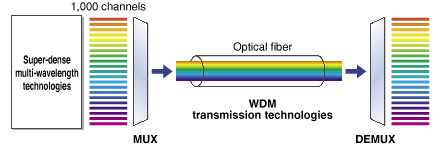 1,000 channels
Super-dense
multi-wavelength
technologies
Optical fiber
WDM
transmission technologies
MUX
DEMUX